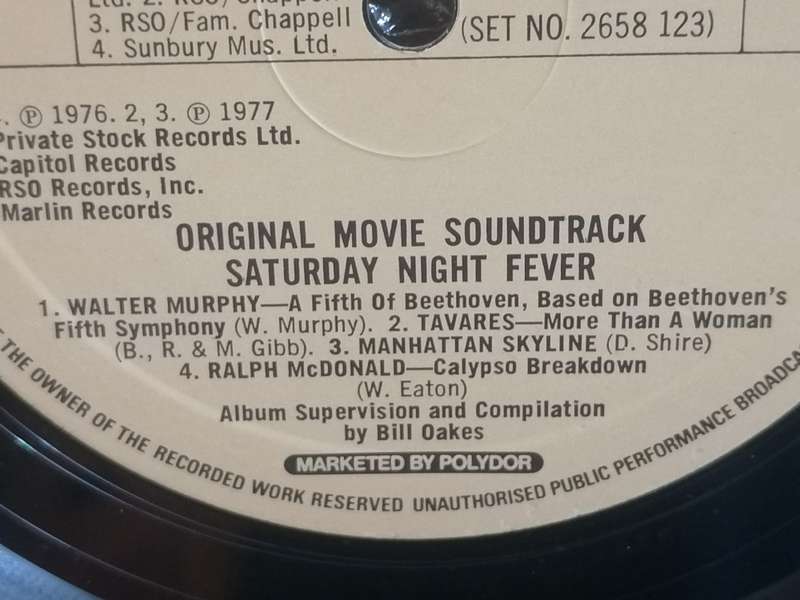 3. RSO/Fam. Chappell
4. Sunbury Mus. Ltd.
(SET NO. 2658 123)
. ℗ 1976. 2, 3. ℗ 1977
Private Stock Records Ltd.
Capitol Records
RSO Records, Inc.
Marlin Records
ORIGINAL MOVIE SOUNDTRACK
SATURDAY NIGHT FEVER
1. WALTER MURPHY—A Fifth Of Beethoven, Based on Beethoven's
Fifth Symphony (W. Murphy). 2. TAVARES—More Than A Woman
(B., R. & M. Gibb). 3. MANHATTAN SKYLINE (D. Shire)
4. RALPH McDONALD—Calypso Breakdown
(W. Eaton)
Album Supervision and Compilation
by Bill Oakes
MARKETED BY POLYDOR
THE OWNER OF THE RECORDED WORK RESERVED UNAUTHORISED PUBLIC PERFORMANCE BROADCA